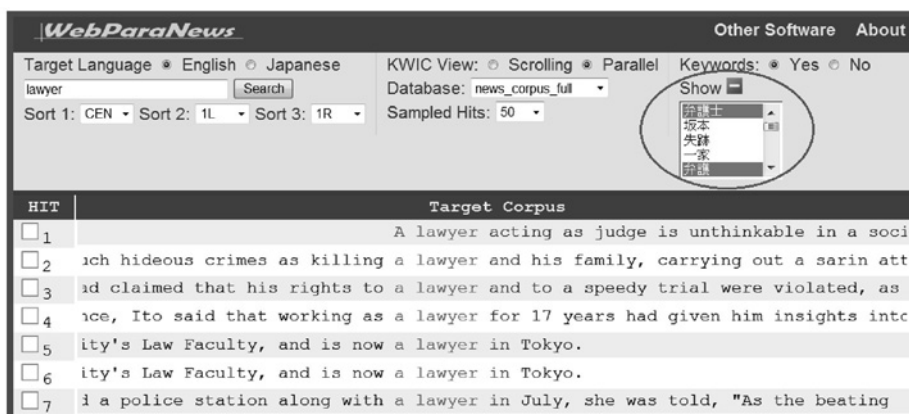 WebParaNews Other Software About
Target Language English Japanese KWIC View: Scrolling Parallel Keywords: Yes No
lawyer Search Database: news_corpus_full Show
Sort 1: CEN Sort 2: 1L Sort 3: 1R Sampled Hits: 50
弁護士
坂本
失跡
一家
弁護
HIT Target Corpus
1 A lawyer acting as judge is unthinkable in a soci
2 uch hideous crimes as killing a lawyer and his family, carrying out a sarin att
3 ad claimed that his rights to a lawyer and to a speedy trial were violated, as
4 nce, Ito said that working as a lawyer for 17 years had given him insights into
5 ity's Law Faculty, and is now a lawyer in Tokyo.
6 ity's Law Faculty, and is now a lawyer in Tokyo.
7 d a police station along with a lawyer in July, she was told, "As the beating